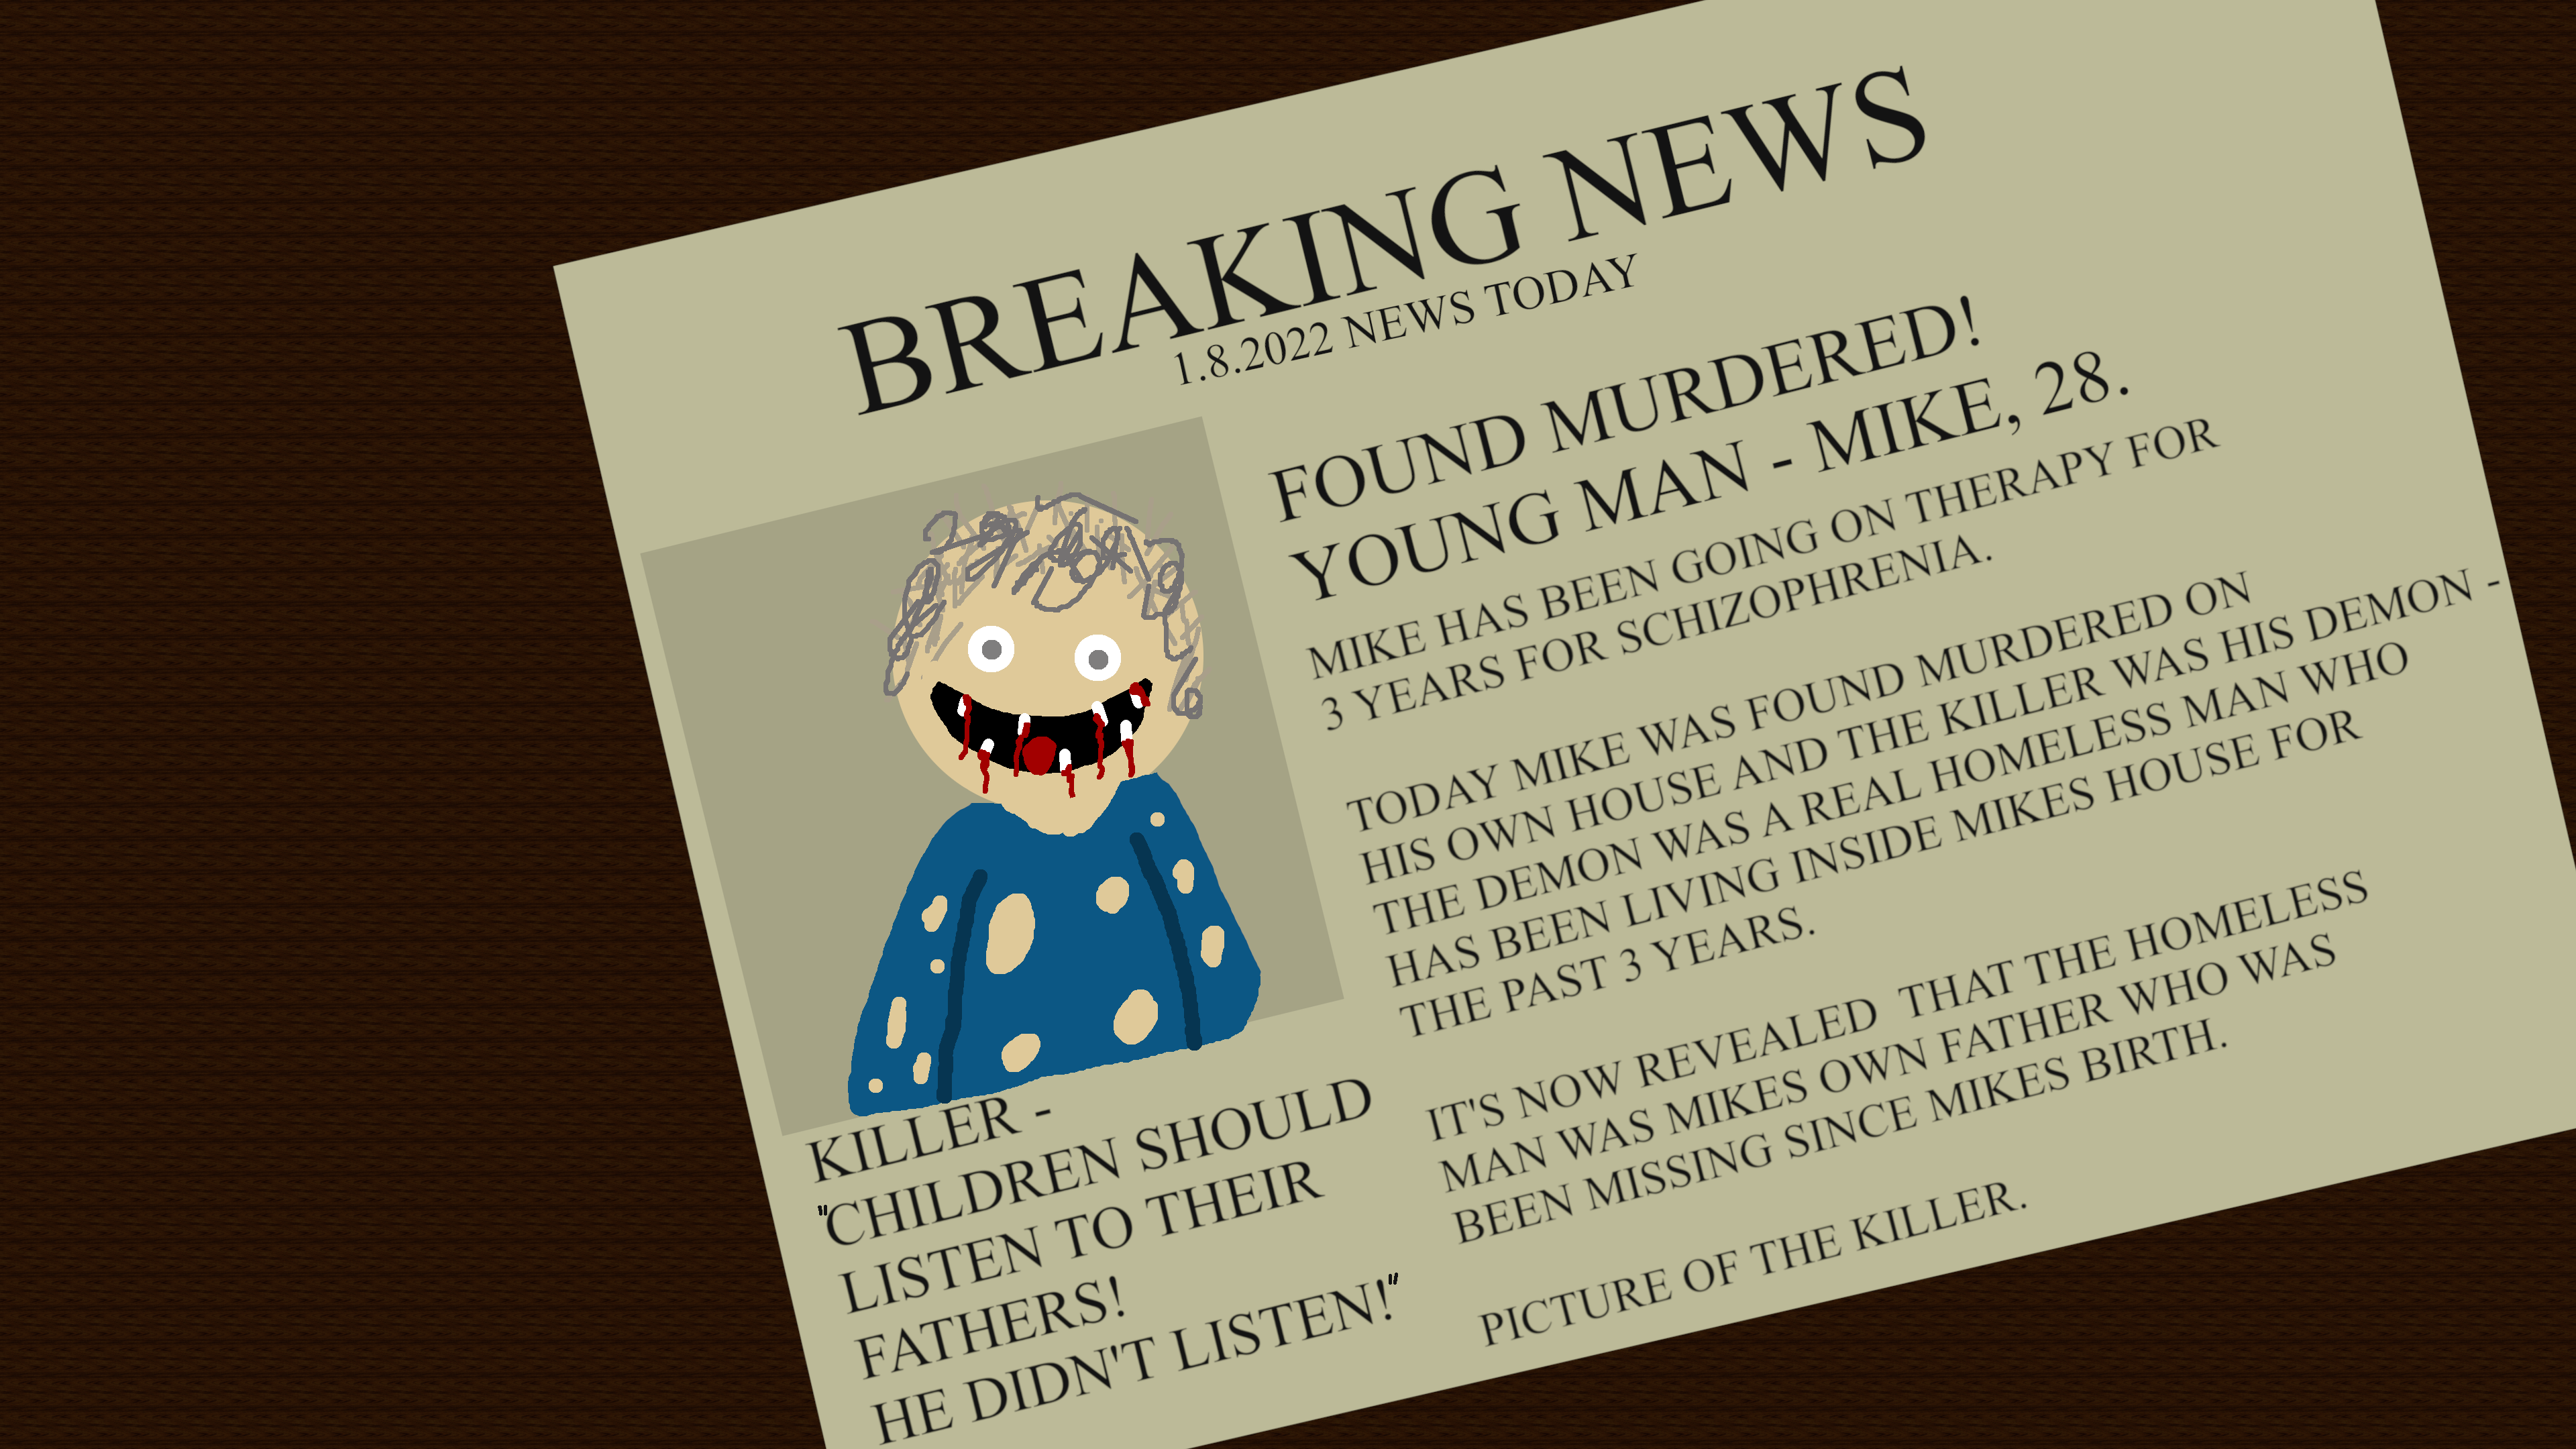 BREAKING NEWS
1.8.2022 NEWS TODAY
FOUND MURDERED!
YOUNG MAN - MIKE, 28.
MIKE HAS BEEN GOING ON THERAPY FOR
3 YEARS FOR SCHIZOPHRENIA.
TODAY MIKE WAS FOUND MURDERED ON
HIS OWN HOUSE AND THE KILLER WAS HIS DEMON -
THE DEMON WAS A REAL HOMELESS MAN WHO
HAS BEEN LIVING INSIDE MIKES HOUSE FOR
THE PAST 3 YEARS.
IT'S NOW REVEALED THAT THE HOMELESS
MAN WAS MIKES OWN FATHER WHO WAS
BEEN MISSING SINCE MIKES BIRTH.
PICTURE OF THE KILLER.
KILLER -
"CHILDREN SHOULD
LISTEN TO THEIR
FATHERS!
HE DIDN'T LISTEN!"